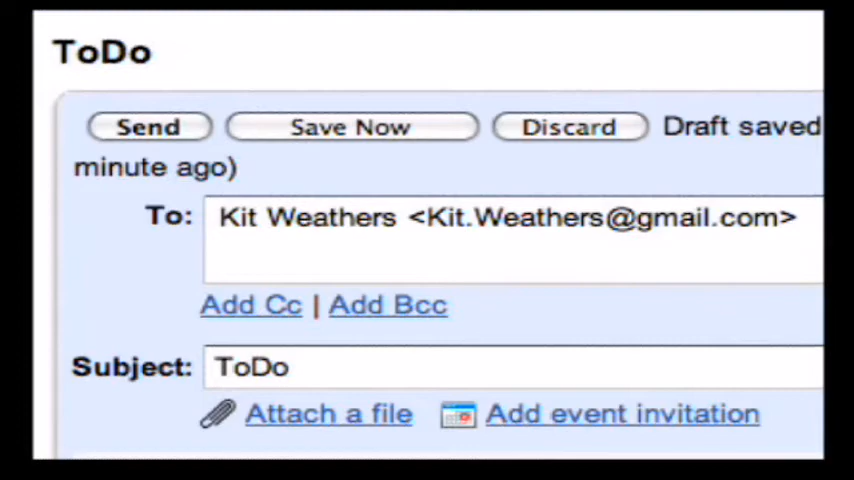 ToDo
Send Save Now Discard Draft saved
minute ago)
To: Kit Weathers <Kit.Weathers@gmail.com>
Add Cc | Add Bcc
Subject: ToDo
Attach a file Add event invitation